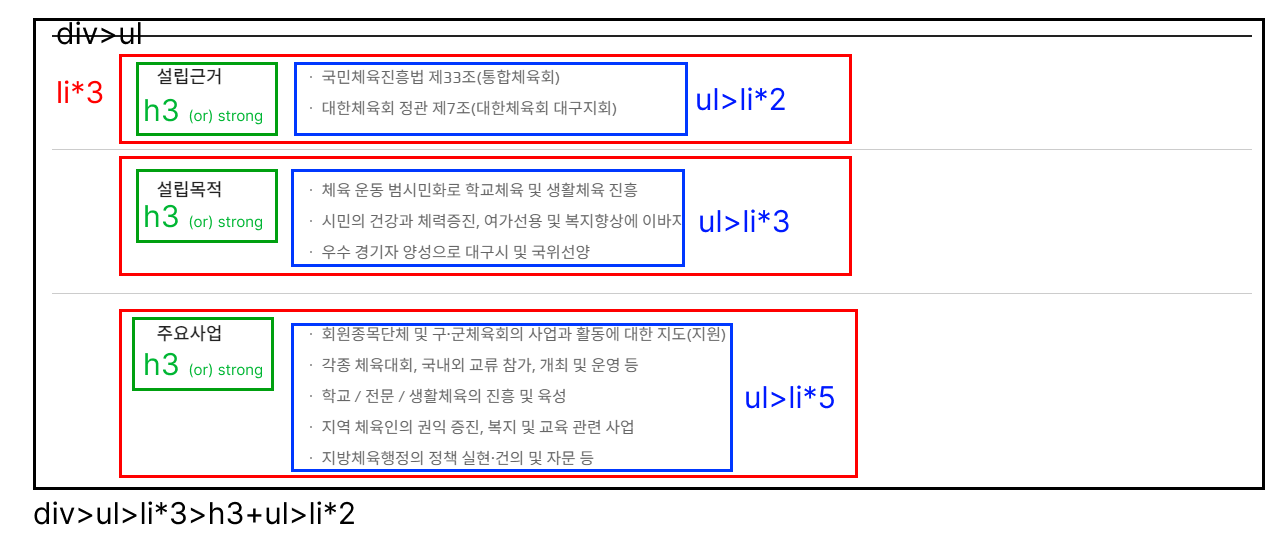 div>ul
li*3
설립근거
h3 (or) strong
· 국민체육진흥법 제33조(통합체육회)
· 대한체육회 정관 제7조(대한체육회 대구지회)
ul>li*2
설립목적
h3 (or) strong
· 체육 운동 범시민화로 학교체육 및 생활체육 진흥
· 시민의 건강과 체력증진, 여가선용 및 복지향상에 이바지
· 우수 경기자 양성으로 대구시 및 국위선양
ul>li*3
주요사업
h3 (or) strong
· 회원종목단체 및 구·군체육회의 사업과 활동에 대한 지도(지원)
· 각종 체육대회, 국내외 교류 참가, 개최 및 운영 등
· 학교 / 전문 / 생활체육의 진흥 및 육성
· 지역 체육인의 권익 증진, 복지 및 교육 관련 사업
· 지방체육행정의 정책 실현·건의 및 자문 등
ul>li*5
div>ul>li*3>h3+ul>li*2